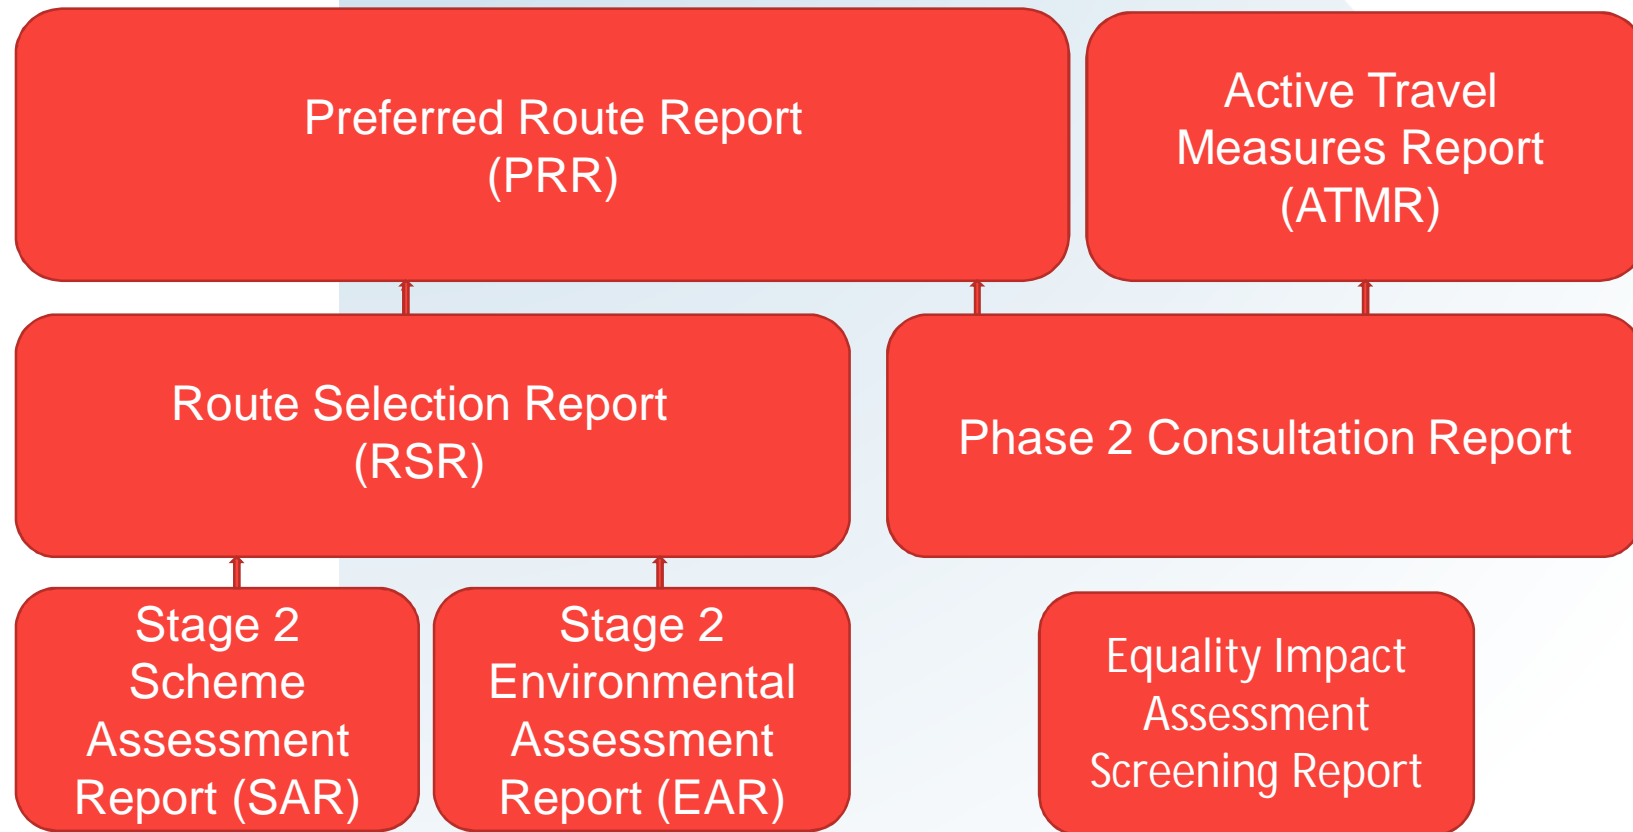 Preferred Route Report
(PRR)
Active Travel
Measures Report
(ATMR)
Route Selection Report
(RSR)
Phase 2 Consultation Report
Stage 2
Scheme
Assessment
Report (SAR)
Stage 2
Environmental
Assessment
Report (EAR)
Equality Impact
Assessment
Screening Report